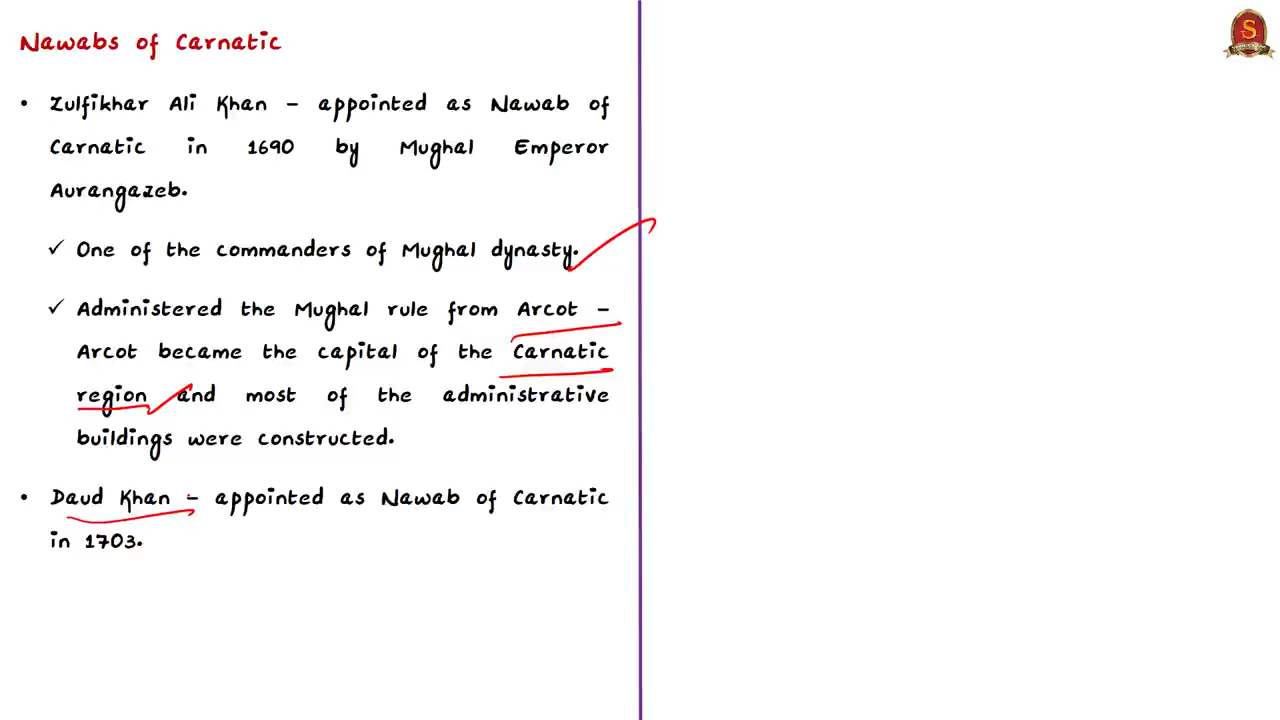 Nawabs of Carnatic
• Zulfikhar Ali Khan – appointed as Nawab of
Carnatic in 1690 by Mughal Emperor
Aurangazeb.
✓ One of the commanders of Mughal dynasty.
✓ Administered the Mughal rule from Arcot –
Arcot became the capital of the Carnatic
region and most of the administrative
buildings were constructed.
• Daud Khan – appointed as Nawab of Carnatic
in 1703.
S